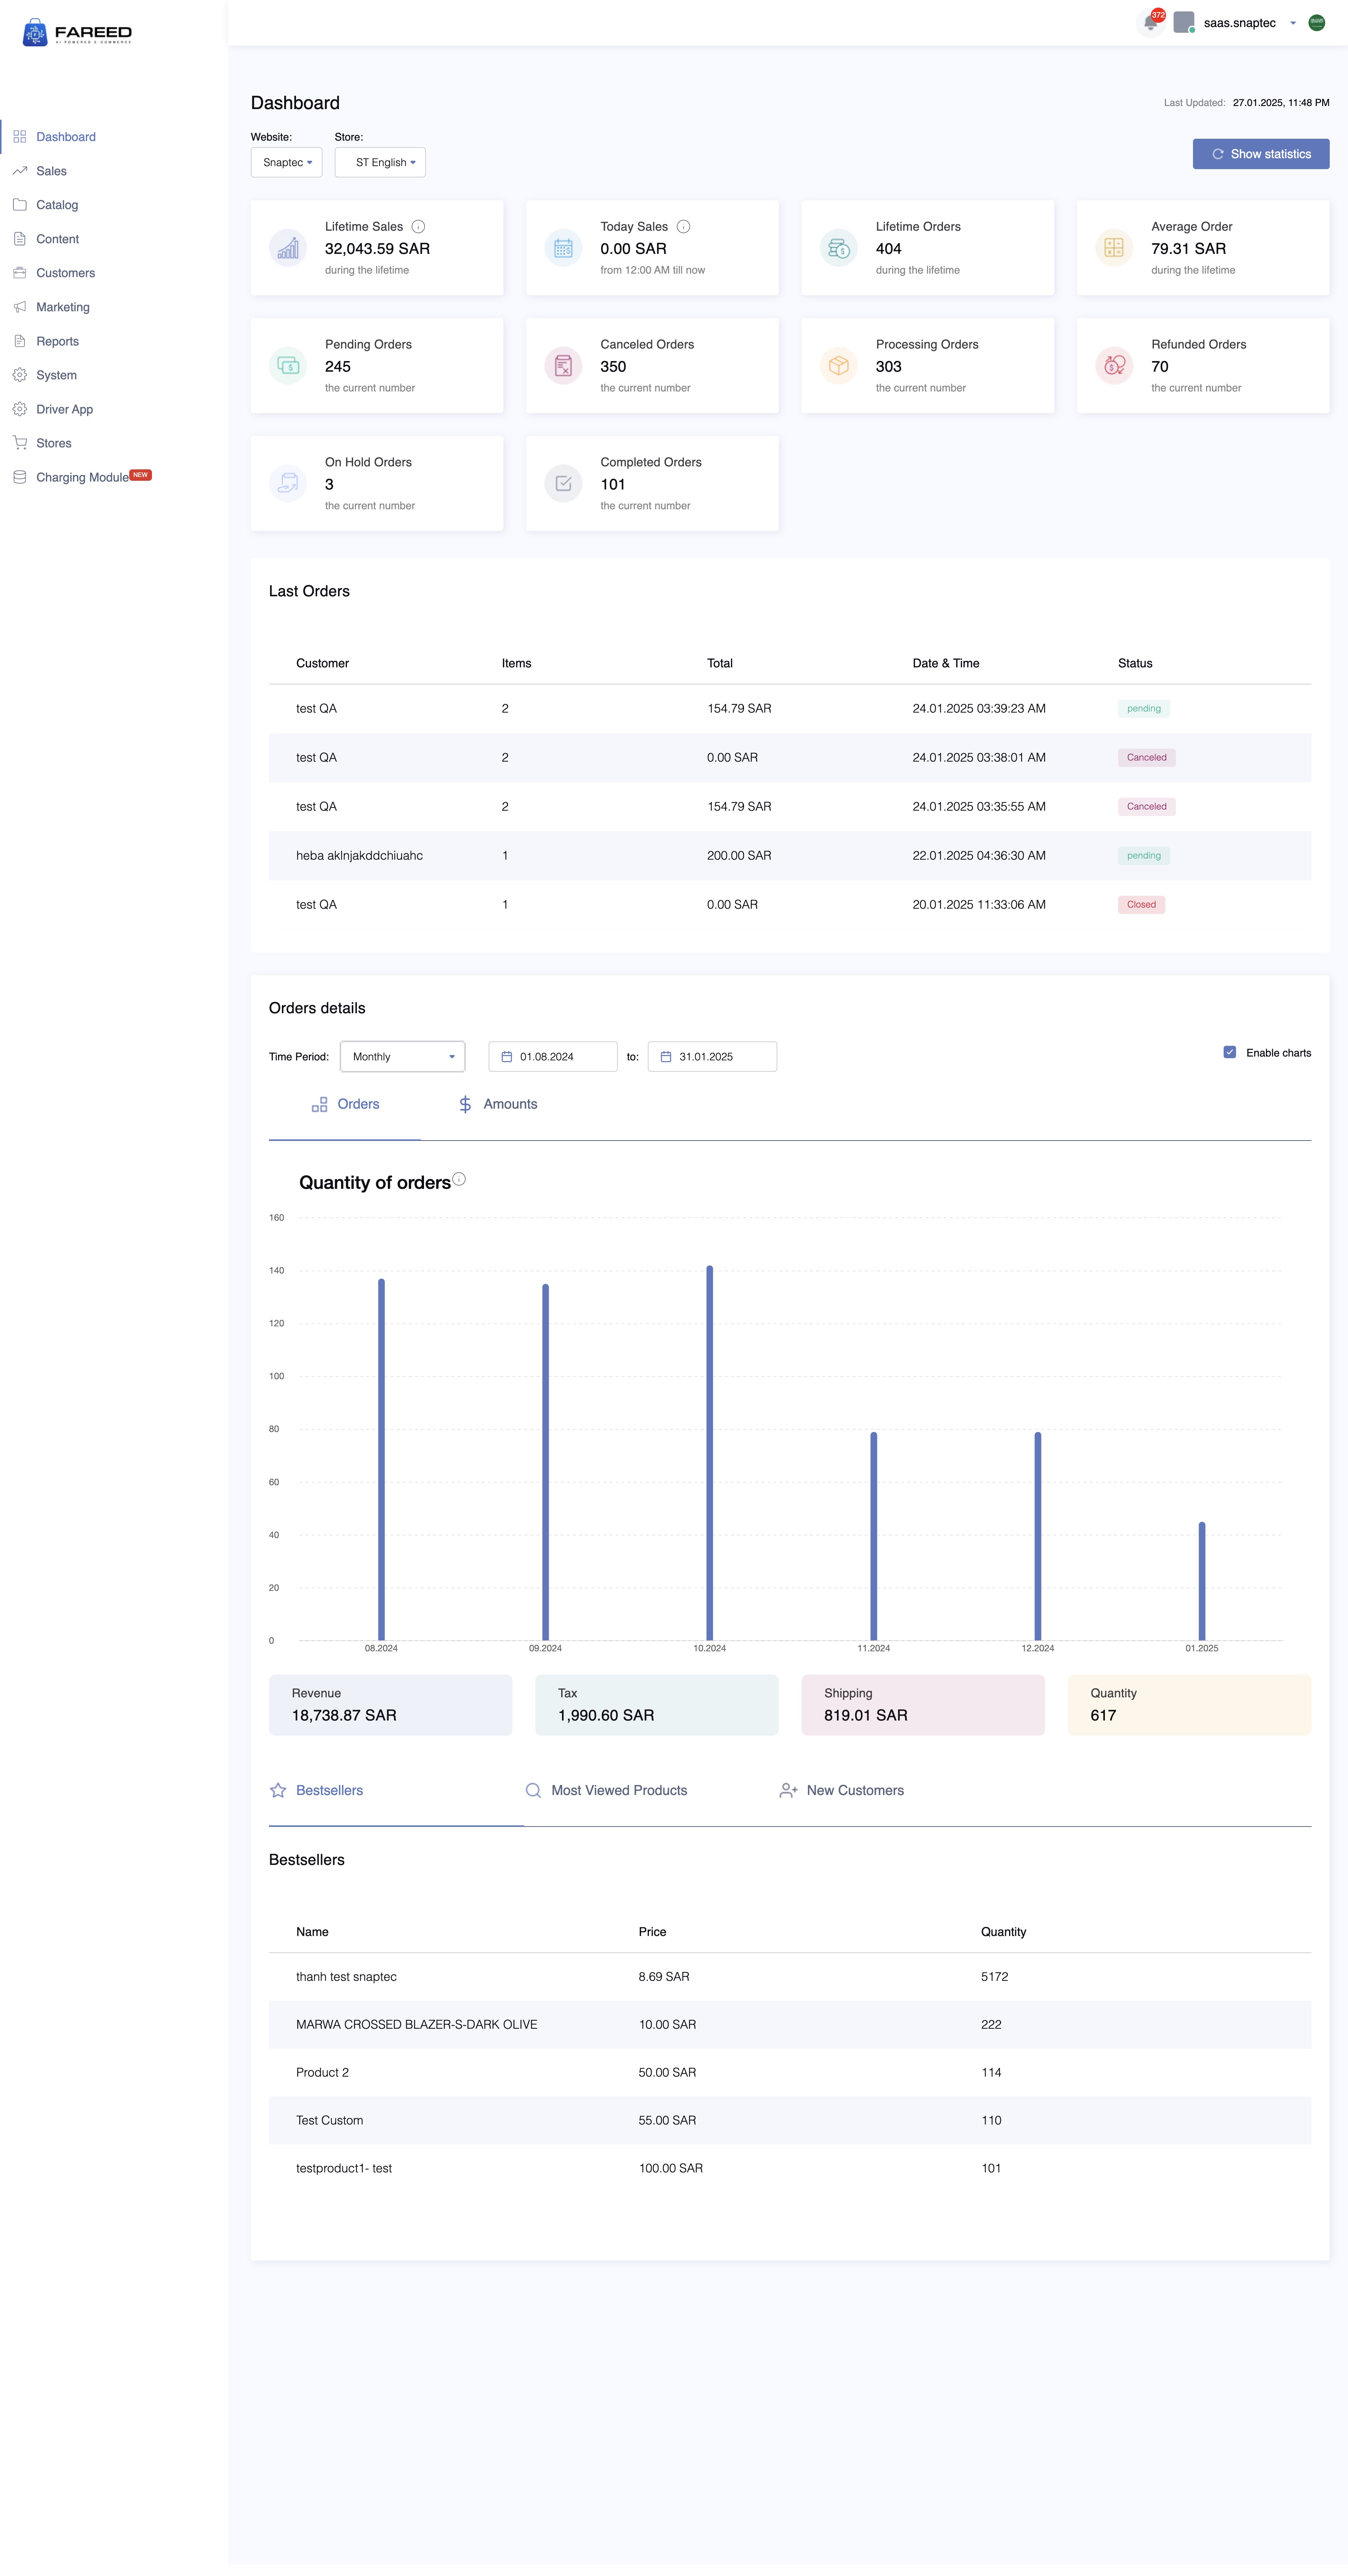 FAREED
AI POWERED E-COMMERCE
372
saas.snaptec
Dashboard
Sales
Catalog
Content
Customers
Marketing
Reports
System
Driver App
Stores
Charging Module NEW
Dashboard
Last Updated: 27.01.2025, 11:48 PM
Website: Store:
Snaptec ST English
Show statistics
Lifetime Sales
32,043.59 SAR
during the lifetime
Today Sales
0.00 SAR
from 12:00 AM till now
Lifetime Orders
404
during the lifetime
Average Order
79.31 SAR
during the lifetime
Pending Orders
245
the current number
Canceled Orders
350
the current number
Processing Orders
303
the current number
Refunded Orders
70
the current number
On Hold Orders
3
the current number
Completed Orders
101
the current number
Last Orders
Customer Items Total Date & Time Status
test QA 2 154.79 SAR 24.01.2025 03:39:23 AM pending
test QA 2 0.00 SAR 24.01.2025 03:38:01 AM Canceled
test QA 2 154.79 SAR 24.01.2025 03:35:55 AM Canceled
heba aklnjakddchiuahc 1 200.00 SAR 22.01.2025 04:36:30 AM pending
test QA 1 0.00 SAR 20.01.2025 11:33:06 AM Closed
Orders details
Time Period: Monthly 01.08.2024 to: 31.01.2025 Enable charts
Orders Amounts
Quantity of orders
160
140
120
100
80
60
40
20
0
08.2024 09.2024 10.2024 11.2024 12.2024 01.2025
Revenue
18,738.87 SAR
Tax
1,990.60 SAR
Shipping
819.01 SAR
Quantity
617
Bestsellers Most Viewed Products New Customers
Bestsellers
Name Price Quantity
thanh test snaptec 8.69 SAR 5172
MARWA CROSSED BLAZER-S-DARK OLIVE 10.00 SAR 222
Product 2 50.00 SAR 114
Test Custom 55.00 SAR 110
testproduct1- test 100.00 SAR 101